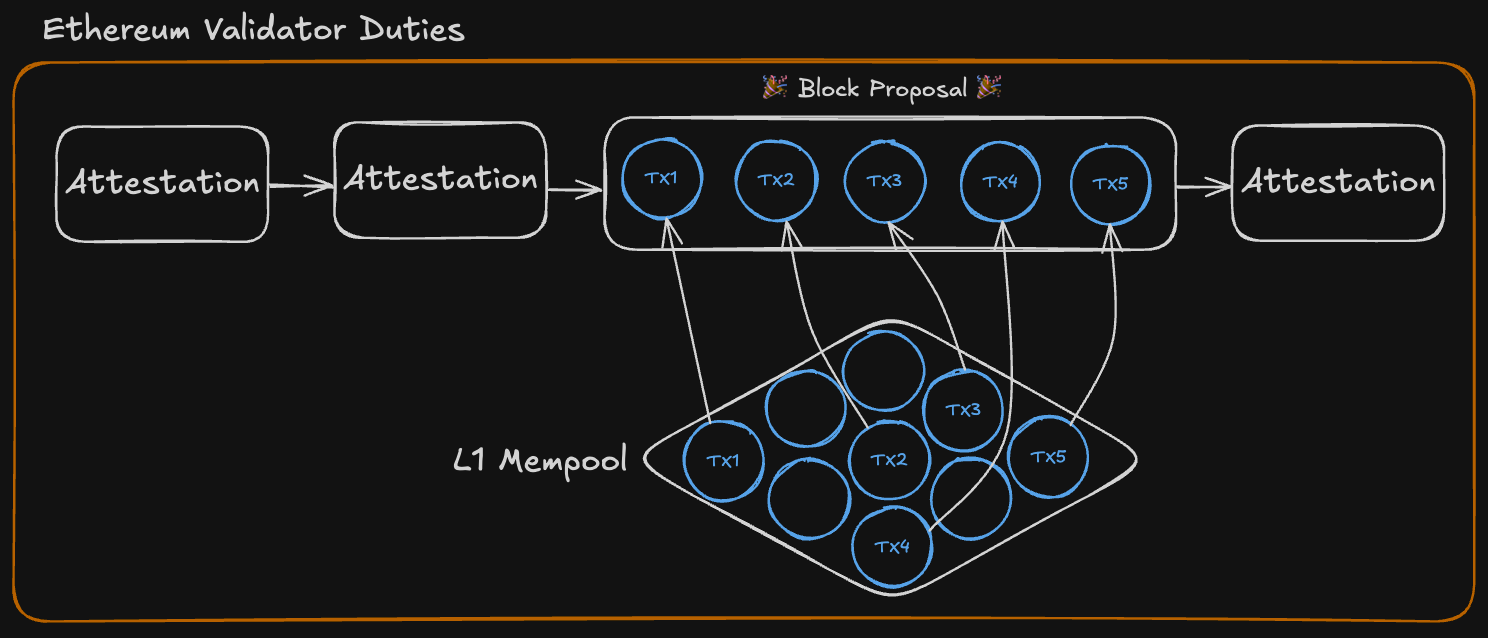 Ethereum Validator Duties
🎉 Block Proposal 🎉
Attestation
Attestation
TX1
TX2
TX3
TX4
TX5
Attestation
L1 Mempool
TX3
TX1
TX2
TX5
TX4